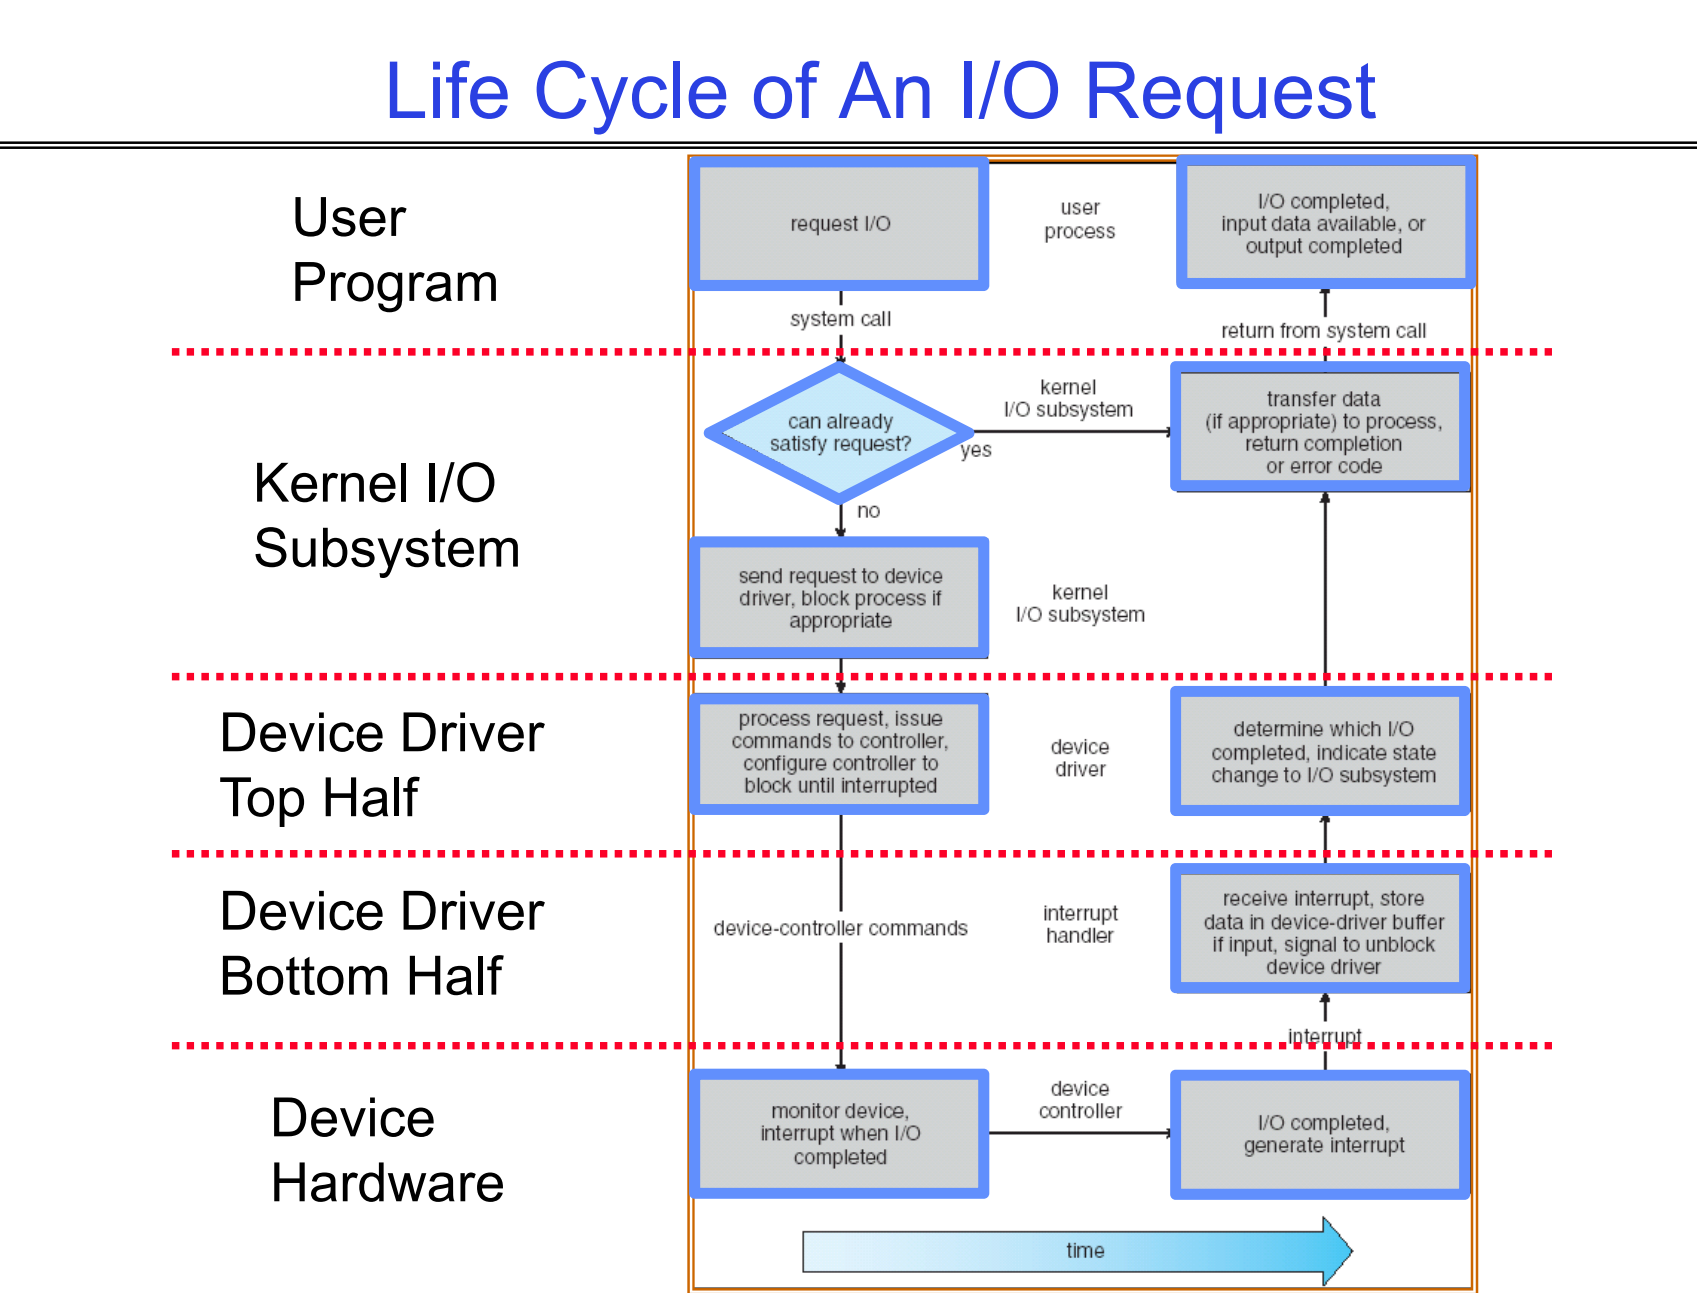 Life Cycle of An I/O Request
User
Program
request I/O
user
process
I/O completed,
input data available, or
output completed
system call
return from system call
Kernel I/O
Subsystem
can already
satisfy request?
kernel
I/O subsystem
yes
transfer data
(if appropriate) to process,
return completion
or error code
no
send request to device
driver, block process if
appropriate
kernel
I/O subsystem
Device Driver
Top Half
process request, issue
commands to controller,
configure controller to
block until interrupted
device
driver
determine which I/O
completed, indicate state
change to I/O subsystem
Device Driver
Bottom Half
device-controller commands
interrupt
handler
receive interrupt, store
data in device-driver buffer
if input, signal to unblock
device driver
interrupt
Device
Hardware
monitor device,
interrupt when I/O
completed
device
controller
I/O completed,
generate interrupt
time